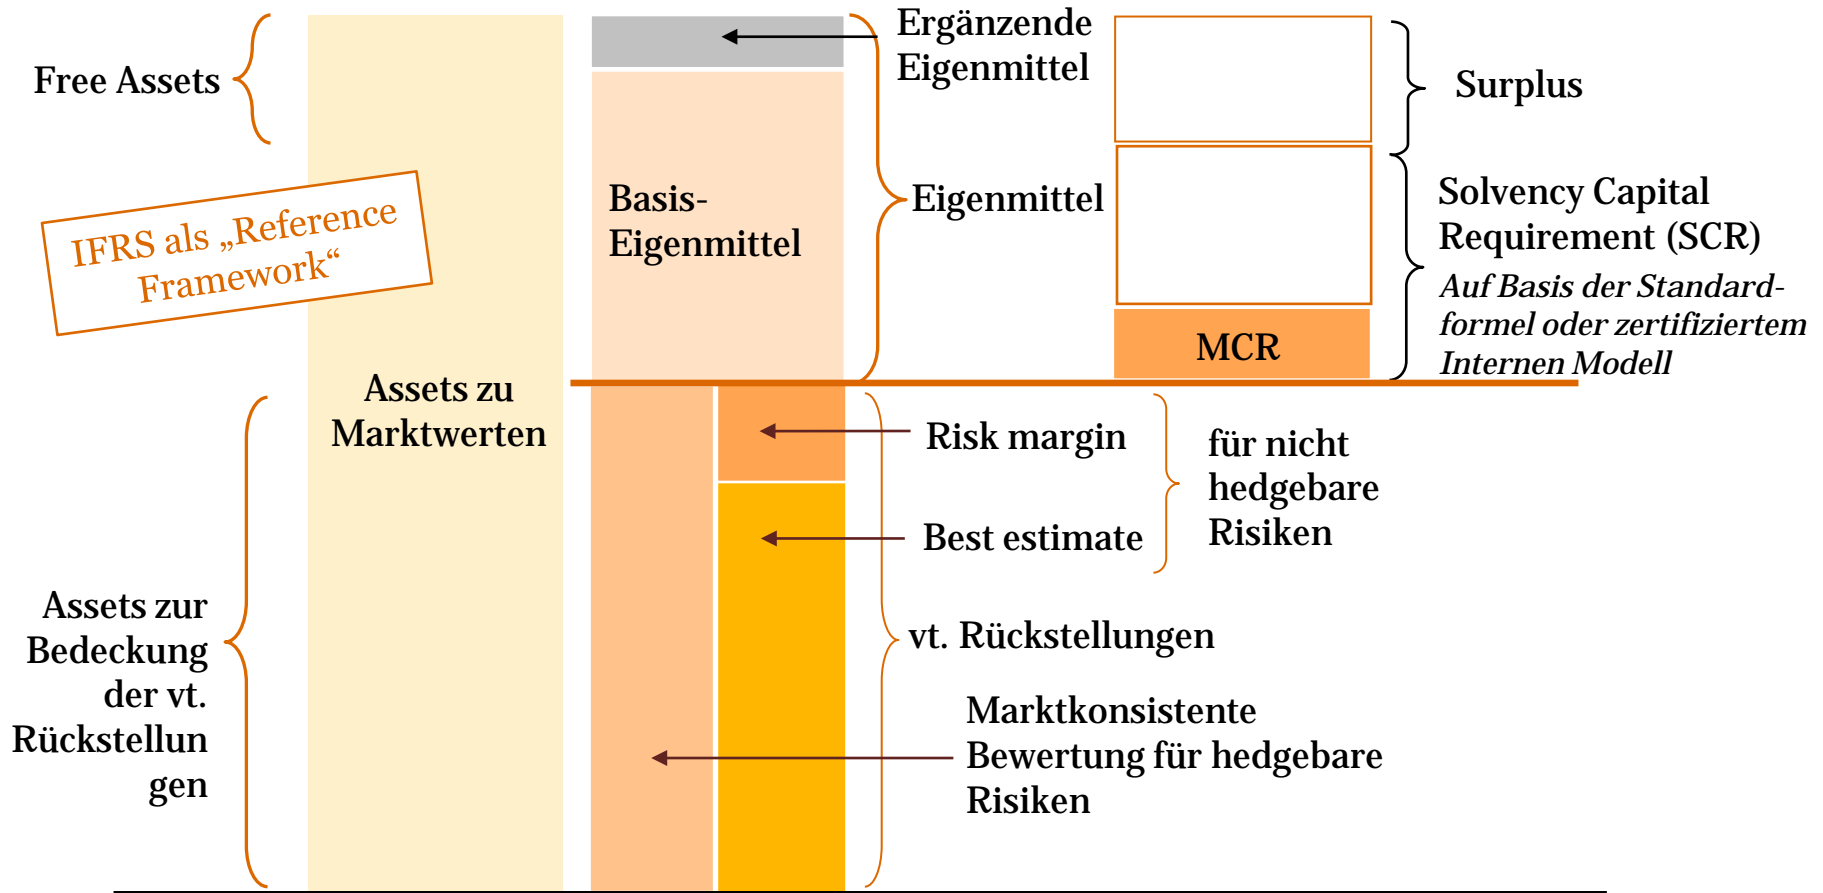 Free Assets
IFRS als „Reference
Framework“
Assets zu
Marktwerten
Assets zur
Bedeckung
der vt.
Rückstellun
gen
Basis-
Eigenmittel
Ergänzende
Eigenmittel
Eigenmittel
Risk margin
Best estimate
für nicht
hedgebare
Risiken
vt. Rückstellungen
Marktkonsistente
Bewertung für hedgebare
Risiken
MCR
Surplus
Solvency Capital
Requirement (SCR)
Auf Basis der Standard-
formel oder zertifiziertem
Internen Modell